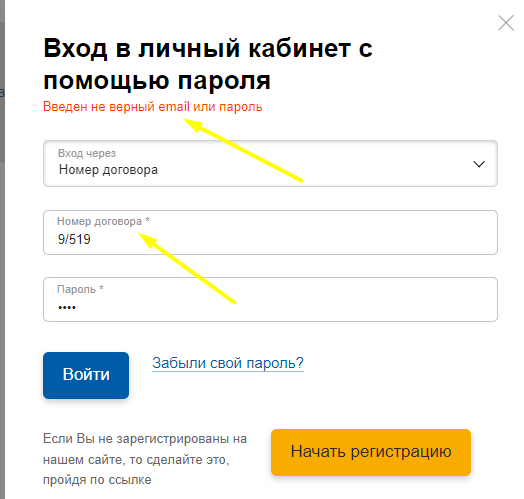 Вход в личный кабинет с
помощью пароля
Введен не верный email или пароль
Вход через
Номер договора
Номер договора *
9/519
Пароль *
••••
Войти
Забыли свой пароль?
Если Вы не зарегистрированы на
нашем сайте, то сделайте это,
пройдя по ссылке
Начать регистрацию